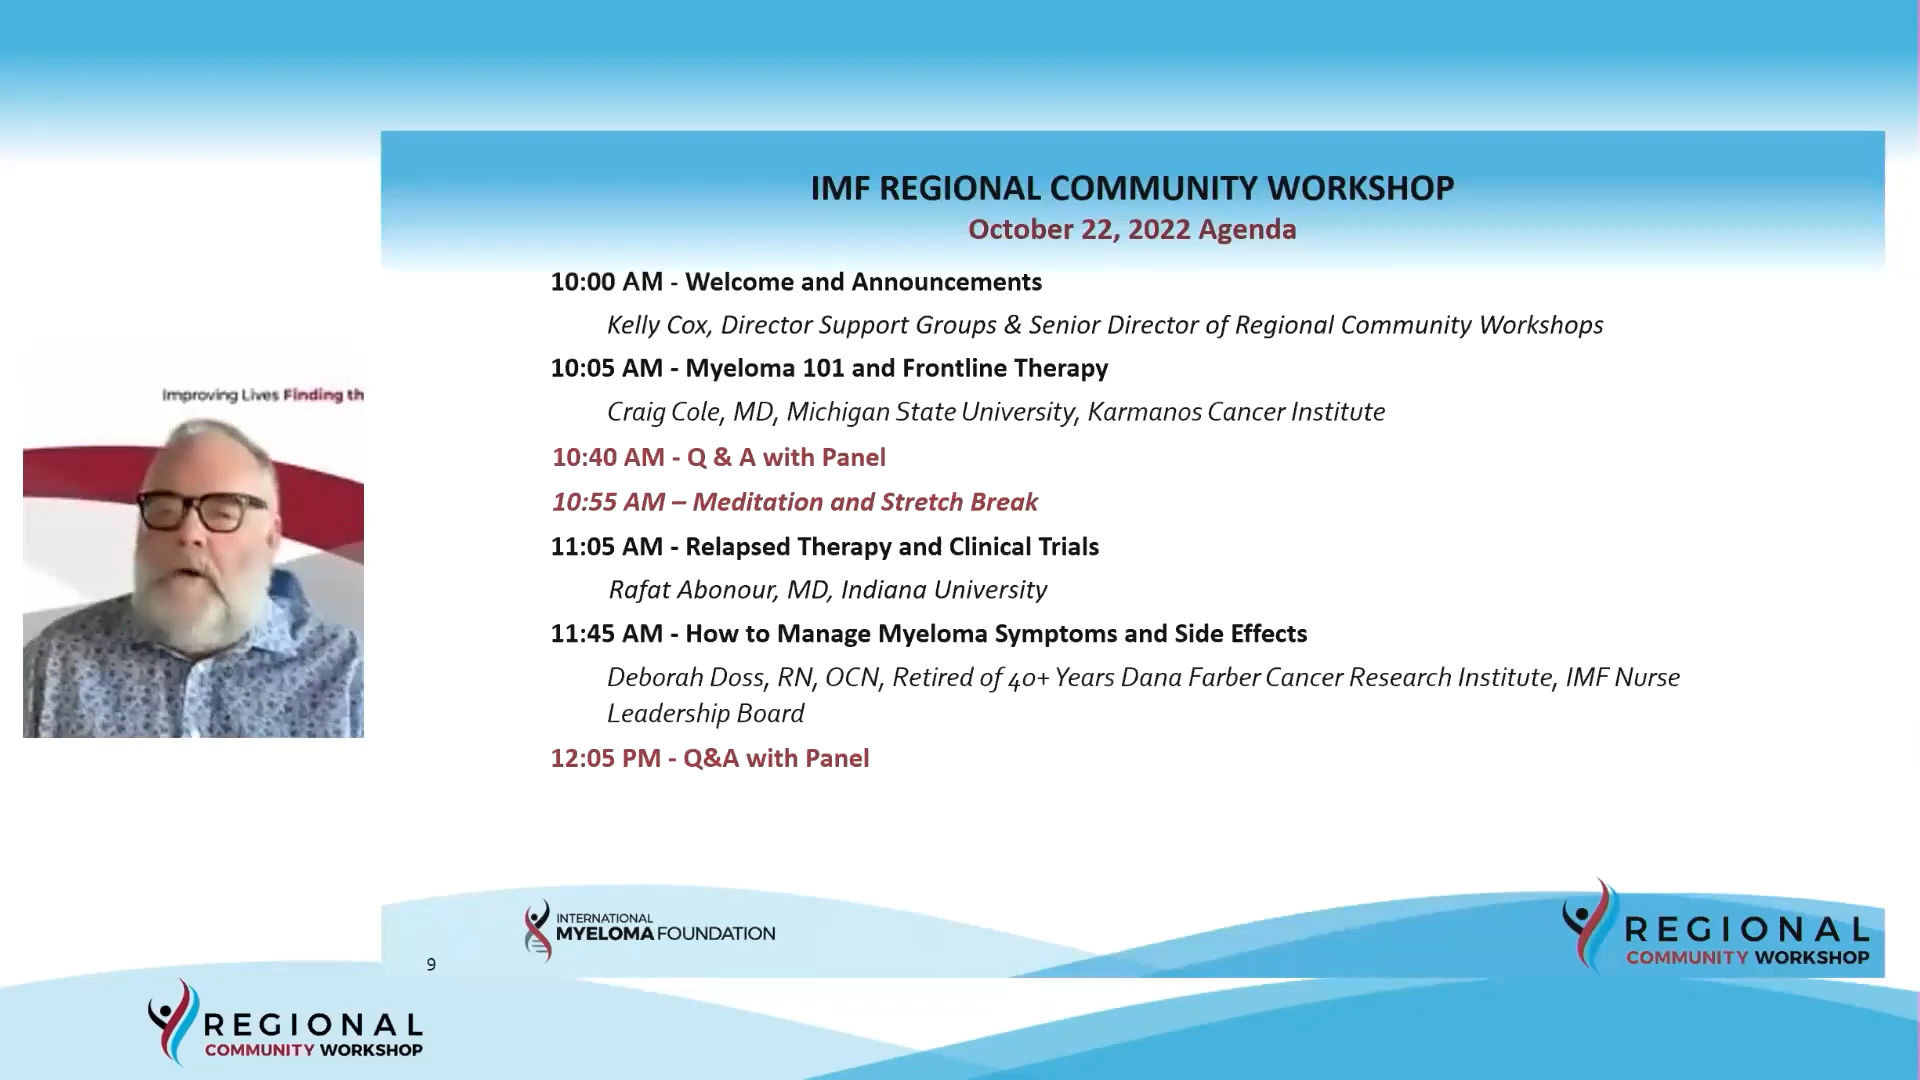 IMF REGIONAL COMMUNITY WORKSHOP
October 22, 2022 Agenda
10:00 AM - Welcome and Announcements
Kelly Cox, Director Support Groups & Senior Director of Regional Community Workshops
10:05 AM - Myeloma 101 and Frontline Therapy
Craig Cole, MD, Michigan State University, Karmanos Cancer Institute
10:40 AM - Q & A with Panel
10:55 AM – Meditation and Stretch Break
11:05 AM - Relapsed Therapy and Clinical Trials
Rafat Abonour, MD, Indiana University
11:45 AM - How to Manage Myeloma Symptoms and Side Effects
Deborah Doss, RN, OCN, Retired of 40+ Years Dana Farber Cancer Research Institute, IMF Nurse
Leadership Board
12:05 PM - Q&A with Panel
Improving Lives Finding th
INTERNATIONAL
MYELOMA FOUNDATION
9
REGIONAL
COMMUNITY WORKSHOP
REGIONAL
COMMUNITY WORKSHOP